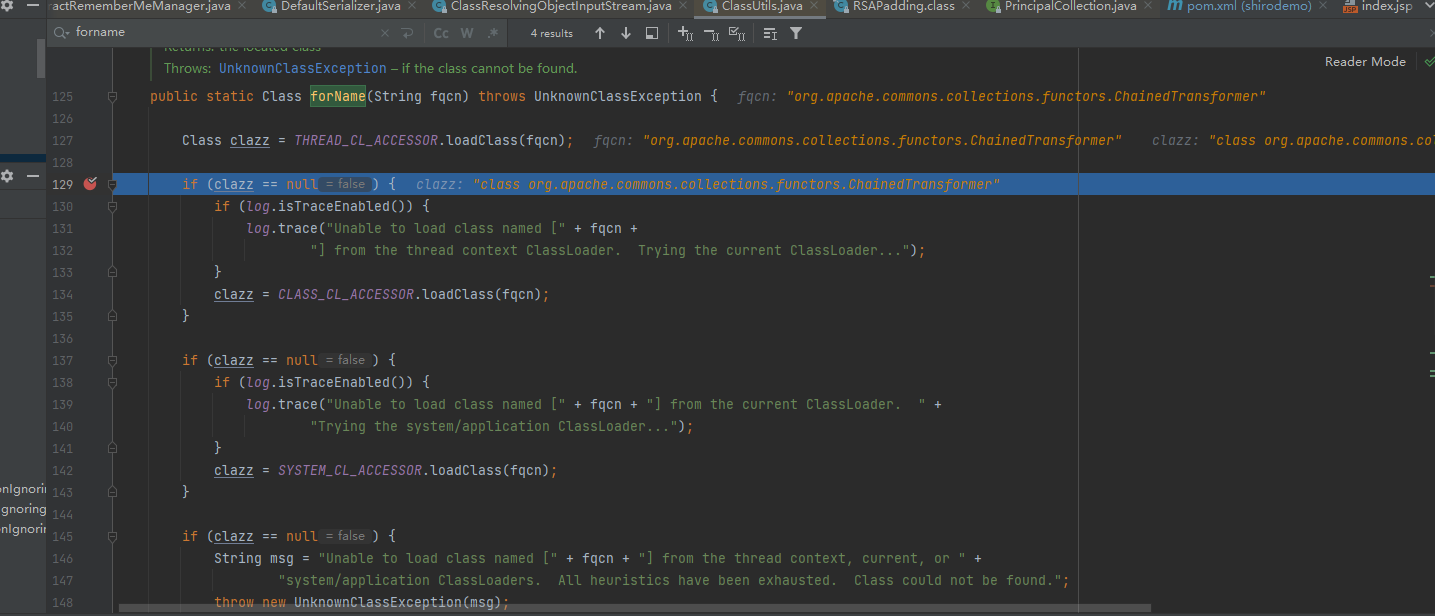 actRememberMeManager.java DefaultSerializer.java ClassResolvingObjectInputStream.java ClassUtils.java RSAPadding.class PrincipalCollection.java pom.xml (shirodemo) index.jsp
forname Cc W .* 4 results
Returns: the located class
Throws: UnknownClassException – if the class cannot be found.
Reader Mode
125 public static Class forName(String fqcn) throws UnknownClassException { fqcn: "org.apache.commons.collections.functors.ChainedTransformer"
126
127 Class clazz = THREAD_CL_ACCESSOR.loadClass(fqcn); fqcn: "org.apache.commons.collections.functors.ChainedTransformer" clazz: "class org.apache.commons.co
128
129 if (clazz == null = false ) { clazz: "class org.apache.commons.collections.functors.ChainedTransformer"
130 if (log.isTraceEnabled()) {
131 log.trace("Unable to load class named [" + fqcn +
132 "] from the thread context ClassLoader.  Trying the current ClassLoader...");
133 }
134 clazz = CLASS_CL_ACCESSOR.loadClass(fqcn);
135 }
136
137 if (clazz == null = false ) {
138 if (log.isTraceEnabled()) {
139 log.trace("Unable to load class named [" + fqcn + "] from the current ClassLoader.  " +
140 "Trying the system/application ClassLoader...");
141 }
142 clazz = SYSTEM_CL_ACCESSOR.loadClass(fqcn);
143 }
onIgnorin
144
gnoring
145 if (clazz == null = false ) {
nIgnorin
146 String msg = "Unable to load class named [" + fqcn + "] from the thread context, current, or " +
147 "system/application ClassLoaders.  All heuristics have been exhausted.  Class could not be found.";
148 throw new UnknownClassException(msg);